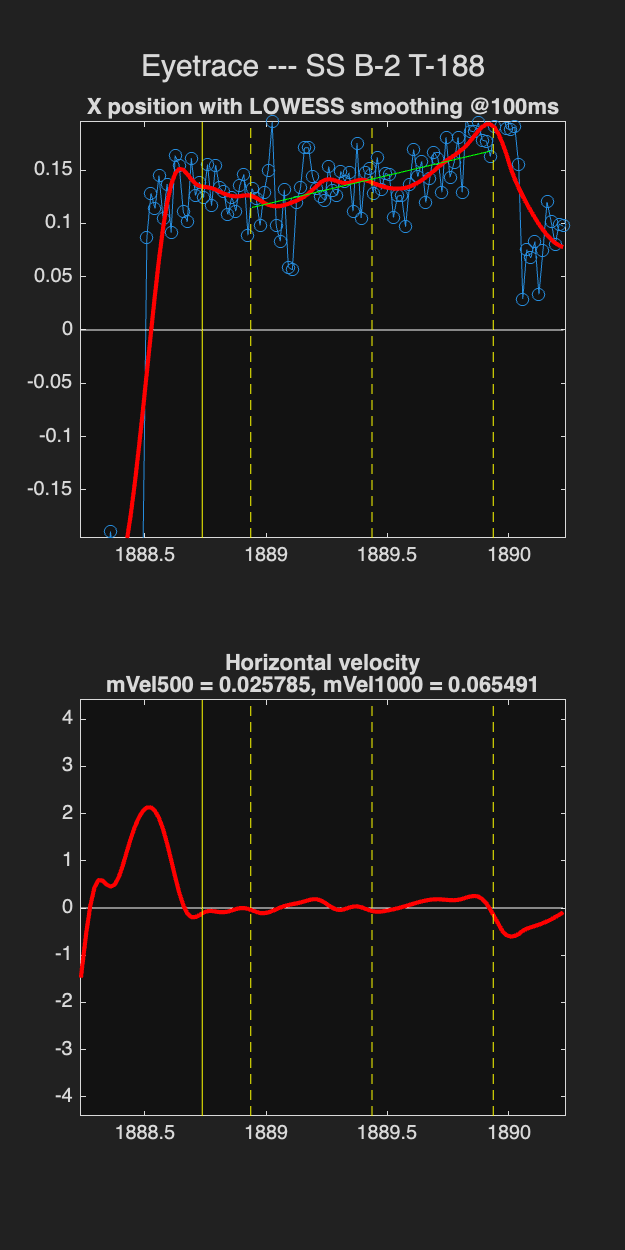 Eyetrace --- SS B-2 T-188
X position with LOWESS smoothing @100ms
0.15
0.1
0.05
0
-0.05
-0.1
-0.15
1888.5 1889 1889.5 1890
Horizontal velocity
mVel500 = 0.025785, mVel1000 = 0.065491
4
3
2
1
0
-1
-2
-3
-4
1888.5 1889 1889.5 1890